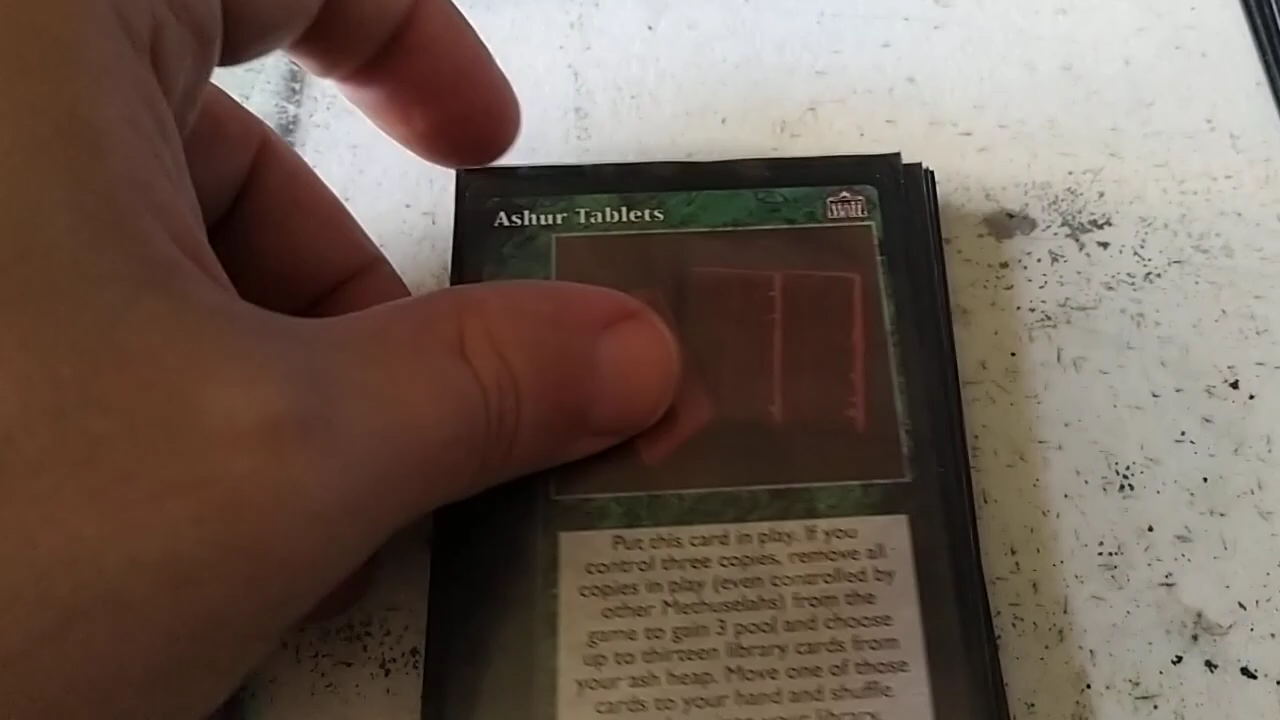 Ashur Tablets
Put this card in play. If you
control three copies, remove all
copies in play (even controlled by
other Methuselahs) from the
game to gain 3 pool and choose
up to thirteen library cards from
your ash heap. Move one of those
cards to your hand and shuffle
your library.